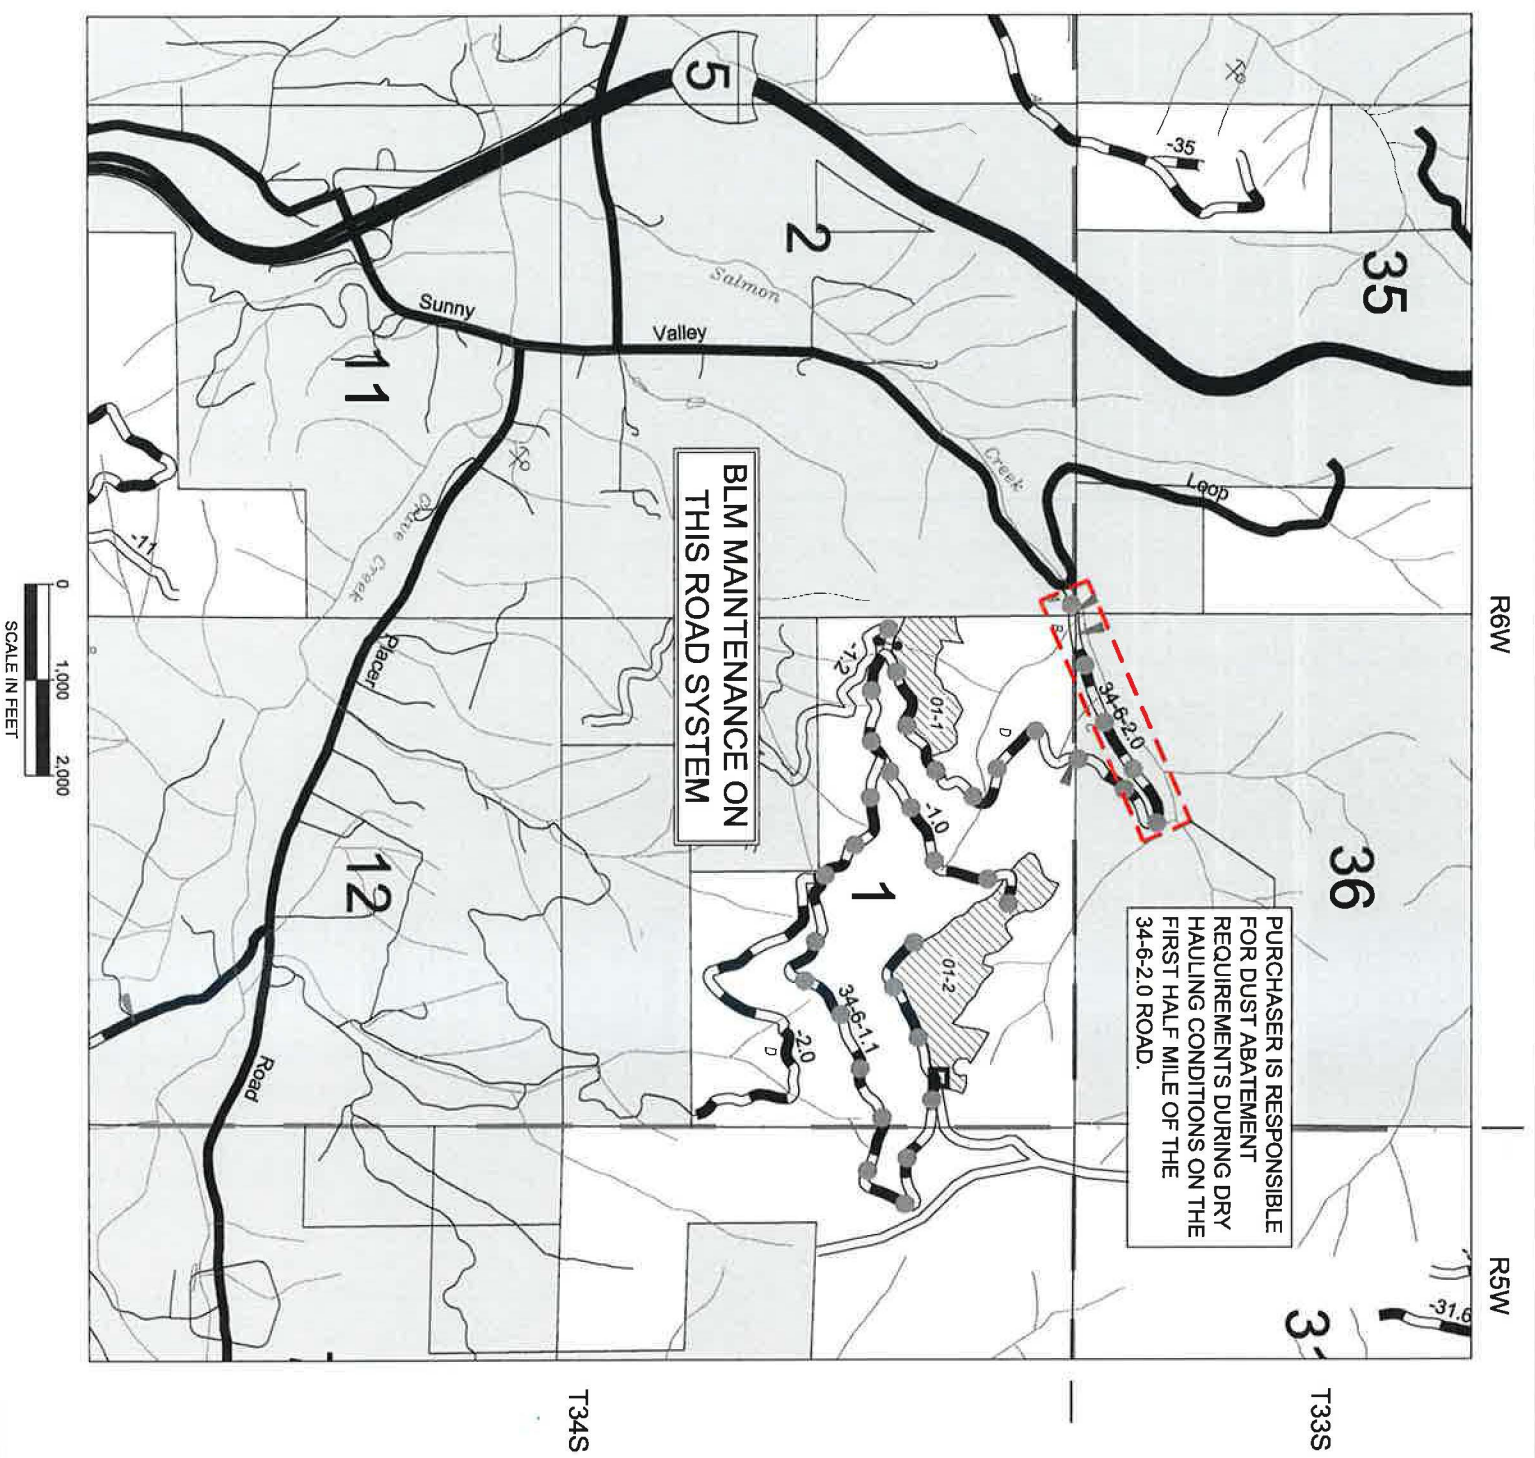 R6W
R5W
T33S
T34S
35
36
3-
2
1
11
12
5
-35
-31.6
Loop
34-6-2.0
PURCHASER IS RESPONSIBLE
FOR DUST ABATEMENT
REQUIREMENTS DURING DRY
HAULING CONDITIONS ON THE
FIRST HALF MILE OF THE
34-6-2.0 ROAD.
Salmon
Creek
Sunny
Valley
A
B
D
01-1
-1.2
-1.0
01-2
34-6-1.1
-2.0
D
BLM MAINTENANCE ON
THIS ROAD SYSTEM
Grave
Creek
Placer
Road
-11
0
1,000
2,000
SCALE IN FEET